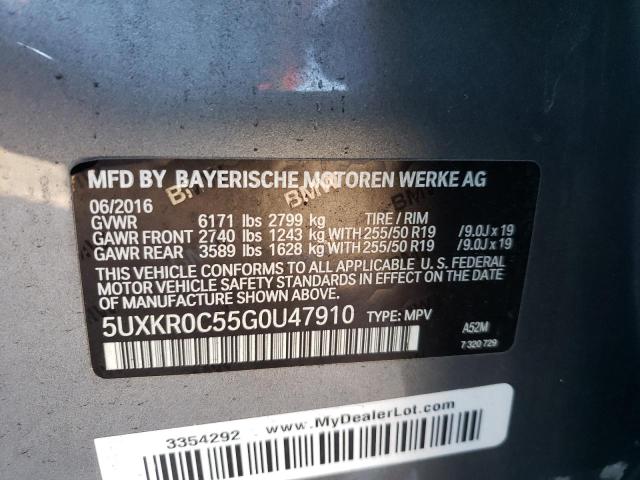 MFD BY BAYERISCHE MOTOREN WERKE AG
06/2016
GVWR 6171 lbs 2799 kg TIRE / RIM
GAWR FRONT 2740 lbs 1243 kg WITH 255/50 R19 /9.0J x 19
GAWR REAR 3589 lbs 1628 kg WITH 255/50 R19 /9.0J x 19
THIS VEHICLE CONFORMS TO ALL APPLICABLE U. S. FEDERAL
MOTOR VEHICLE SAFETY STANDARDS IN EFFECT ON THE DATE
OF MANUFACTURE SHOWN ABOVE.
5UXKR0C55G0U47910 TYPE: MPV
A52M
7 320 729
3354292 www.
MyDealerLot.com